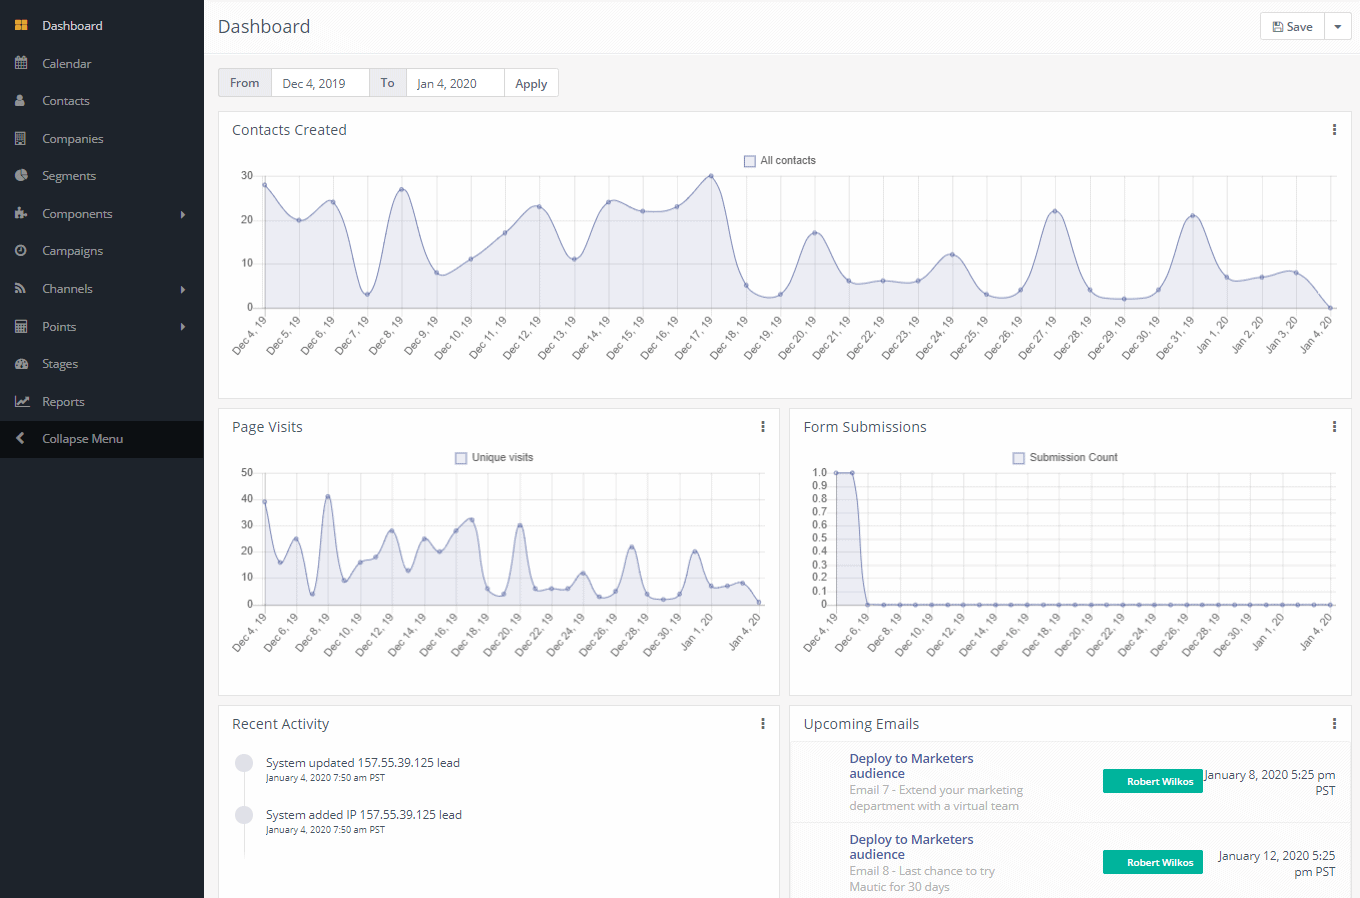 Dashboard
Calendar
Contacts
Companies
Segments
Components
Campaigns
Channels
Points
Stages
Reports
Collapse Menu
Dashboard
Save
From Dec 4, 2019 To Jan 4, 2020 Apply
Contacts Created
All contacts
30
20
10
0
Dec 4, 19 Dec 5, 19 Dec 6, 19 Dec 7, 19 Dec 8, 19 Dec 9, 19 Dec 10, 19 Dec 11, 19 Dec 12, 19 Dec 13, 19 Dec 14, 19 Dec 15, 19 Dec 16, 19 Dec 17, 19 Dec 18, 19 Dec 19, 19 Dec 20, 19 Dec 21, 19 Dec 22, 19 Dec 23, 19 Dec 24, 19 Dec 25, 19 Dec 26, 19 Dec 27, 19 Dec 28, 19 Dec 29, 19 Dec 30, 19 Dec 31, 19 Jan 1, 20 Jan 2, 20 Jan 3, 20 Jan 4, 20
Page Visits
Unique visits
50
40
30
20
10
0
Dec 4, 19 Dec 6, 19 Dec 8, 19 Dec 10, 19 Dec 12, 19 Dec 14, 19 Dec 16, 19 Dec 18, 19 Dec 20, 19 Dec 22, 19 Dec 24, 19 Dec 26, 19 Dec 28, 19 Dec 30, 19 Jan 1, 20 Jan 4, 20
Form Submissions
Submission Count
1.0
0.9
0.8
0.7
0.6
0.5
0.4
0.3
0.2
0.1
0
Dec 4, 19 Dec 6, 19 Dec 8, 19 Dec 10, 19 Dec 12, 19 Dec 14, 19 Dec 16, 19 Dec 18, 19 Dec 20, 19 Dec 22, 19 Dec 24, 19 Dec 26, 19 Dec 28, 19 Dec 30, 19 Jan 1, 20 Jan 4, 20
Recent Activity
System updated 157.55.39.125 lead
January 4, 2020 7:50 am PST
System added IP 157.55.39.125 lead
January 4, 2020 7:50 am PST
Upcoming Emails
Deploy to Marketers
audience
Email 7 - Extend your marketing
department with a virtual team
Robert Wilkos
January 8, 2020 5:25 pm
PST
Deploy to Marketers
audience
Email 8 - Last chance to try
Mautic for 30 days
Robert Wilkos
January 12, 2020 5:25
pm PST